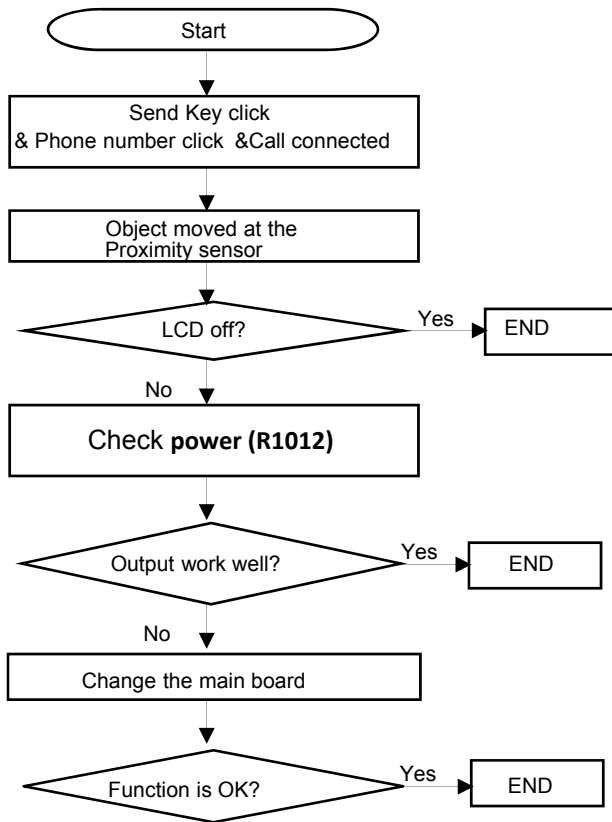 Start
Send Key click
& Phone number click &Call connected
Object moved at the
Proximity sensor
LCD off?
Yes
END
No
Check power (R1012)
Output work well?
Yes
END
No
Change the main board
Function is OK?
Yes
END